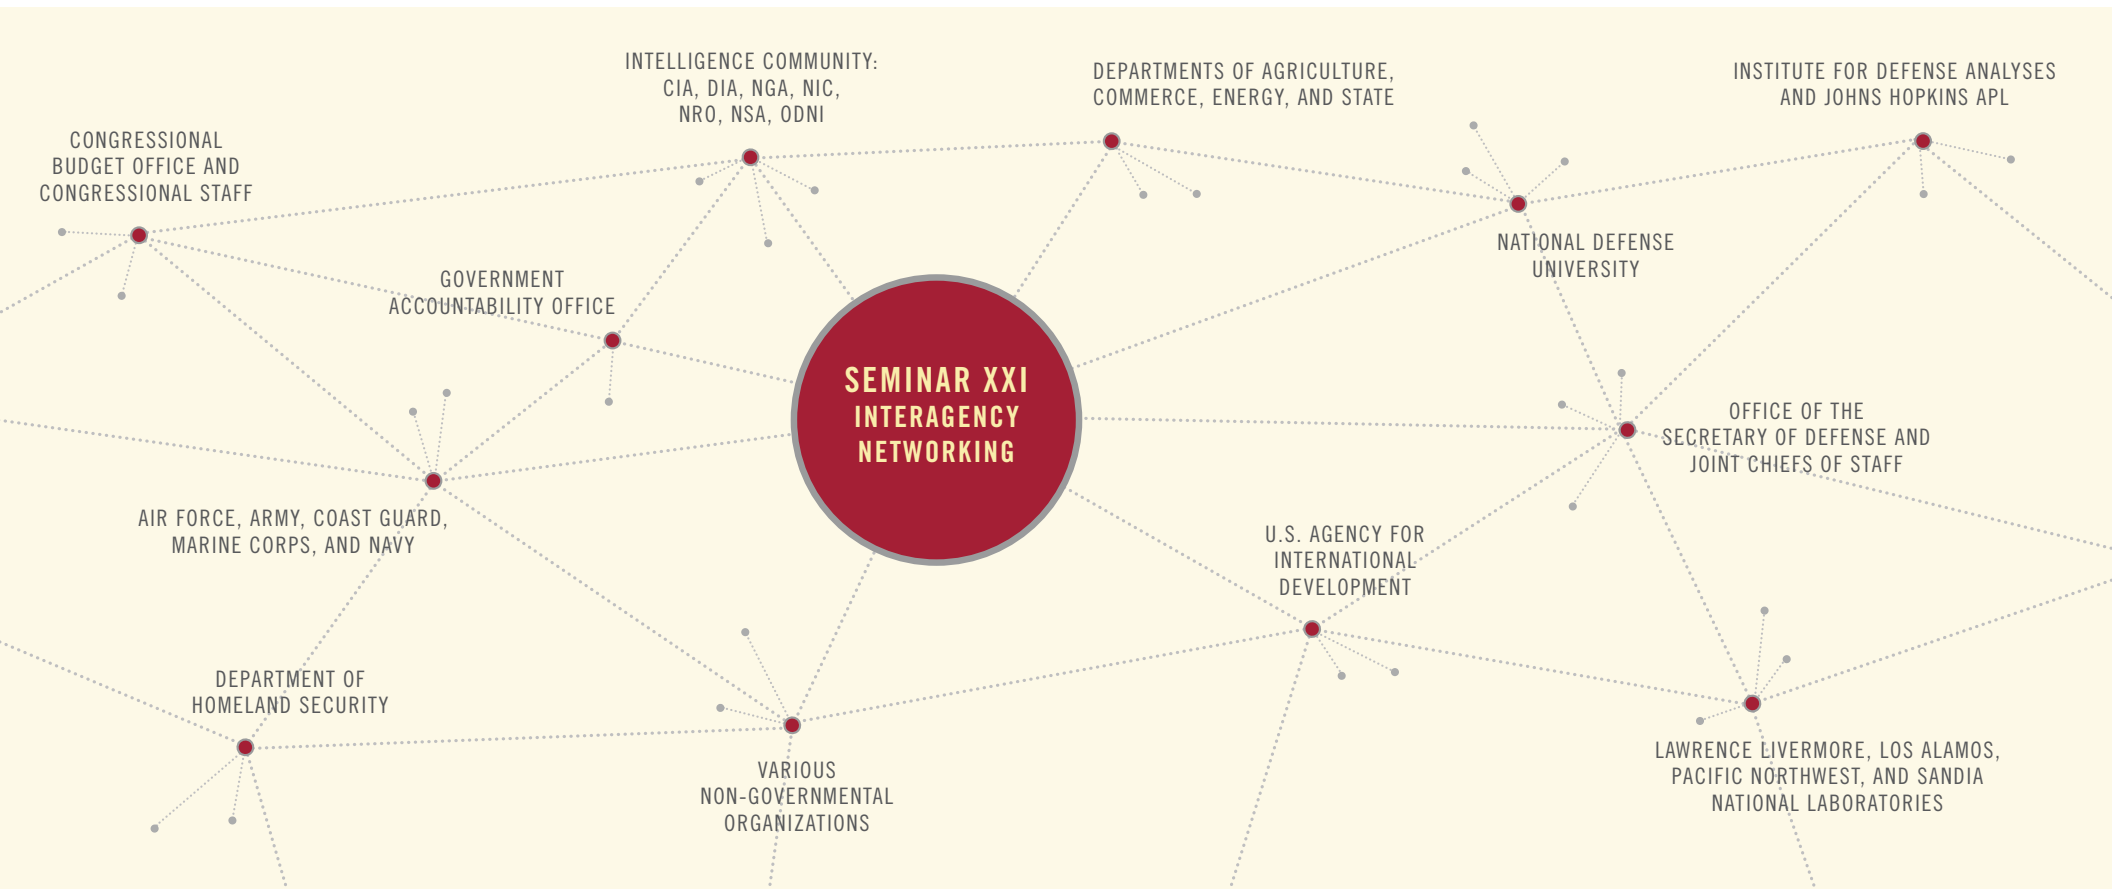 INTELLIGENCE COMMUNITY:
CIA, DIA, NGA, NIC,
NRO, NSA, ODNI
DEPARTMENTS OF AGRICULTURE,
COMMERCE, ENERGY, AND STATE
INSTITUTE FOR DEFENSE ANALYSES
AND JOHNS HOPKINS APL
CONGRESSIONAL
BUDGET OFFICE AND
CONGRESSIONAL STAFF
NATIONAL DEFENSE
UNIVERSITY
GOVERNMENT
ACCOUNTABILITY OFFICE
SEMINAR XXI
INTERAGENCY
NETWORKING
OFFICE OF THE
SECRETARY OF DEFENSE AND
JOINT CHIEFS OF STAFF
AIR FORCE, ARMY, COAST GUARD,
MARINE CORPS, AND NAVY
U.S. AGENCY FOR
INTERNATIONAL
DEVELOPMENT
DEPARTMENT OF
HOMELAND SECURITY
VARIOUS
NON-GOVERNMENTAL
ORGANIZATIONS
LAWRENCE LIVERMORE, LOS ALAMOS,
PACIFIC NORTHWEST, AND SANDIA
NATIONAL LABORATORIES